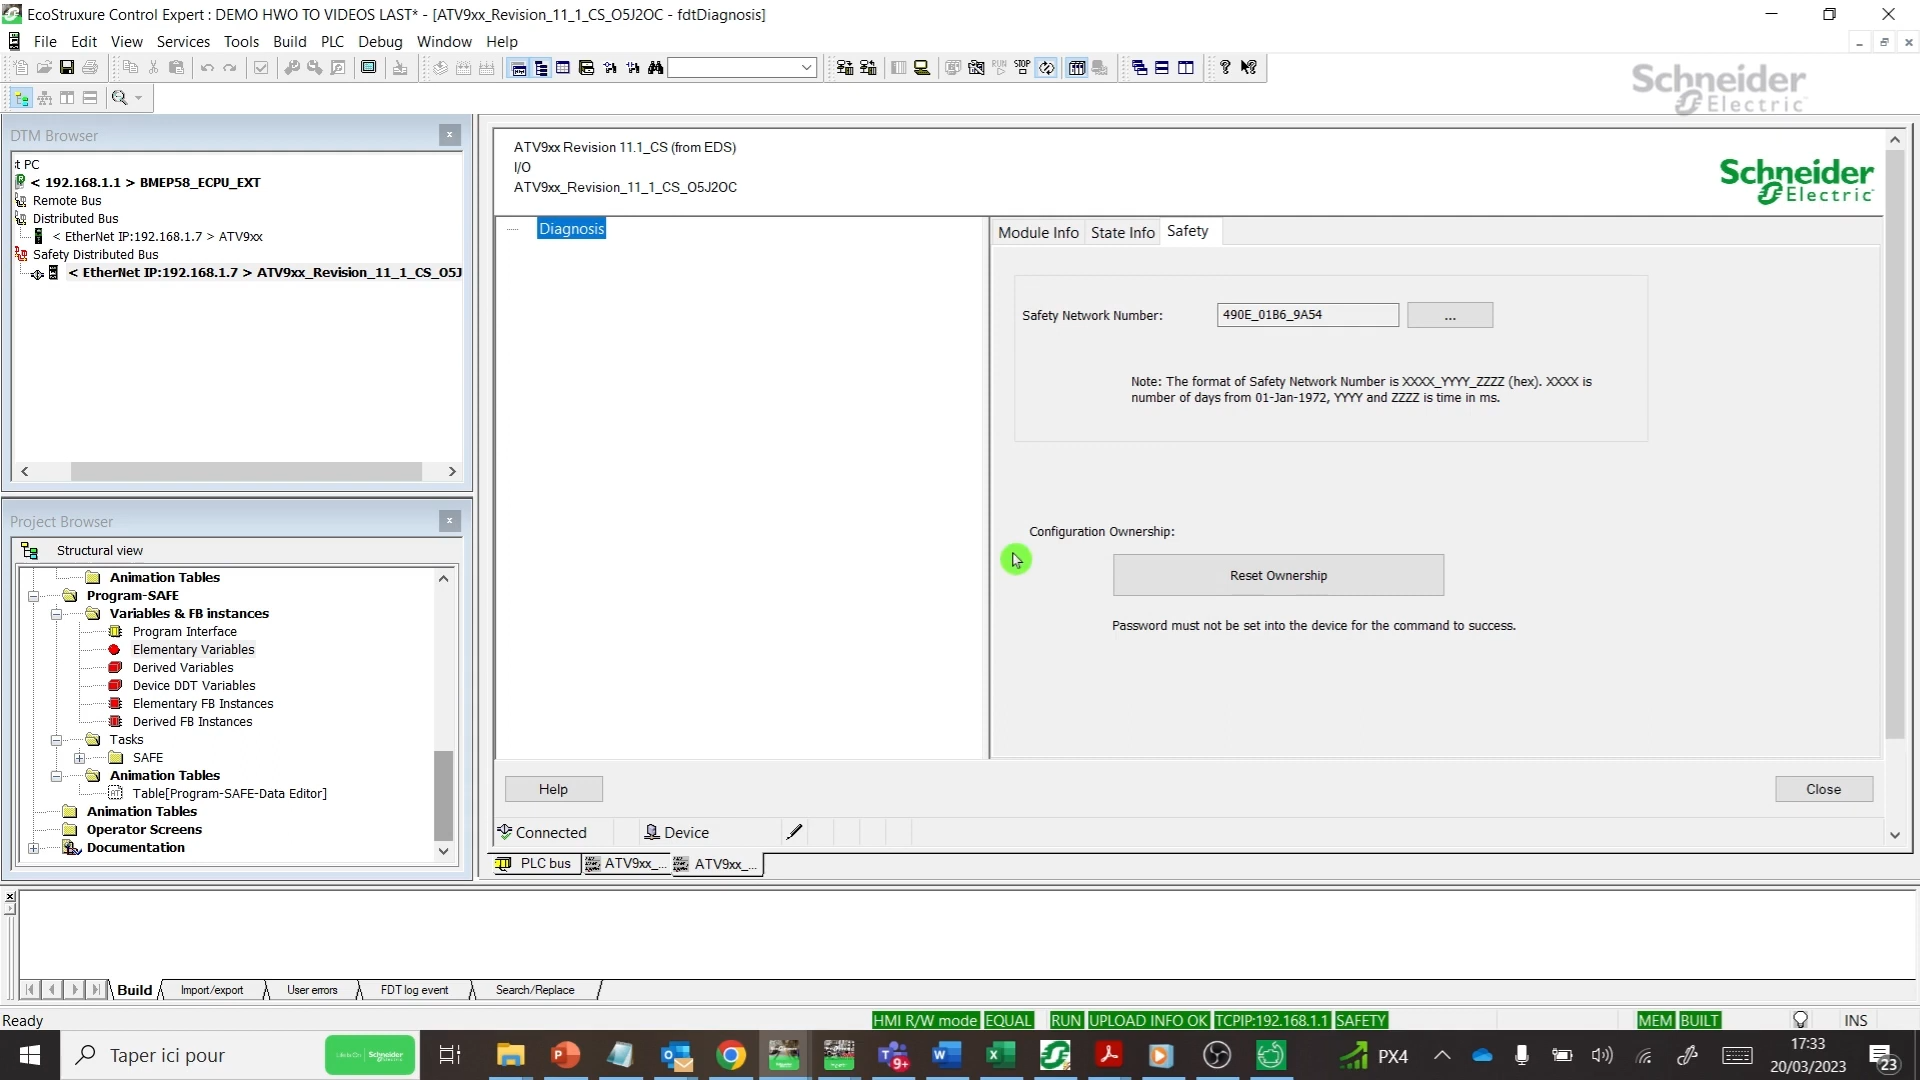 EcoStruxure Control Expert : DEMO HWO TO VIDEOS LAST* - [ATV9xx_Revision_11_1_CS_O5J2OC - fdtDiagnosis]
File Edit View Services Tools Build PLC Debug Window Help
RUN STOP
Schneider Electric
DTM Browser
t PC
< 192.168.1.1 > BMEP58_ECPU_EXT
Remote Bus
Distributed Bus
< EtherNet IP:192.168.1.7 > ATV9xx
Safety Distributed Bus
< EtherNet IP:192.168.1.7 > ATV9xx_Revision_11_1_CS_O5J
Project Browser
Structural view
Animation Tables
Program-SAFE
Variables & FB instances
Program Interface
Elementary Variables
Derived Variables
Device DDT Variables
Elementary FB Instances
Derived FB Instances
Tasks
SAFE
Animation Tables
Table[Program-SAFE-Data Editor]
Animation Tables
Operator Screens
Documentation
ATV9xx Revision 11.1_CS (from EDS)
I/O
ATV9xx_Revision_11_1_CS_O5J2OC
Schneider Electric
Diagnosis
Module Info State Info Safety
Safety Network Number: 490E_01B6_9A54 ...
Note: The format of Safety Network Number is XXXX_YYYY_ZZZZ (hex). XXXX is
number of days from 01-Jan-1972, YYYY and ZZZZ is time in ms.
Configuration Ownership:
Reset Ownership
Password must not be set into the device for the command to success.
Help Close
Connected Device
PLC bus ATV9xx_... ATV9xx_...
Build Import/export User errors FDT log event Search/Replace
Ready HMI R/W mode EQUAL RUN UPLOAD INFO OK TCPIP:192.168.1.1 SAFETY MEM BUILT INS
Taper ici pour
PX4
17:33
20/03/2023
23